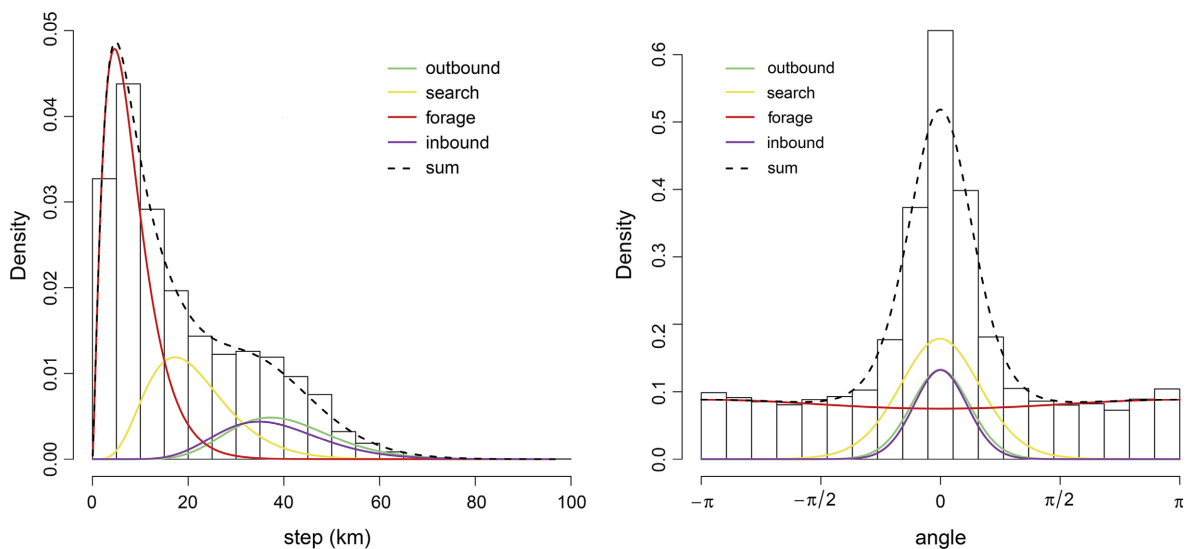 0.05
0.04
0.03
0.02
0.01
0.00
Density
outbound
search
forage
inbound
sum
0 20 40 60 80 100
step (km)
0.6
0.5
0.4
0.3
0.2
0.1
0.0
Density
outbound
search
forage
inbound
sum
−π −π/2 0 π/2 π
angle